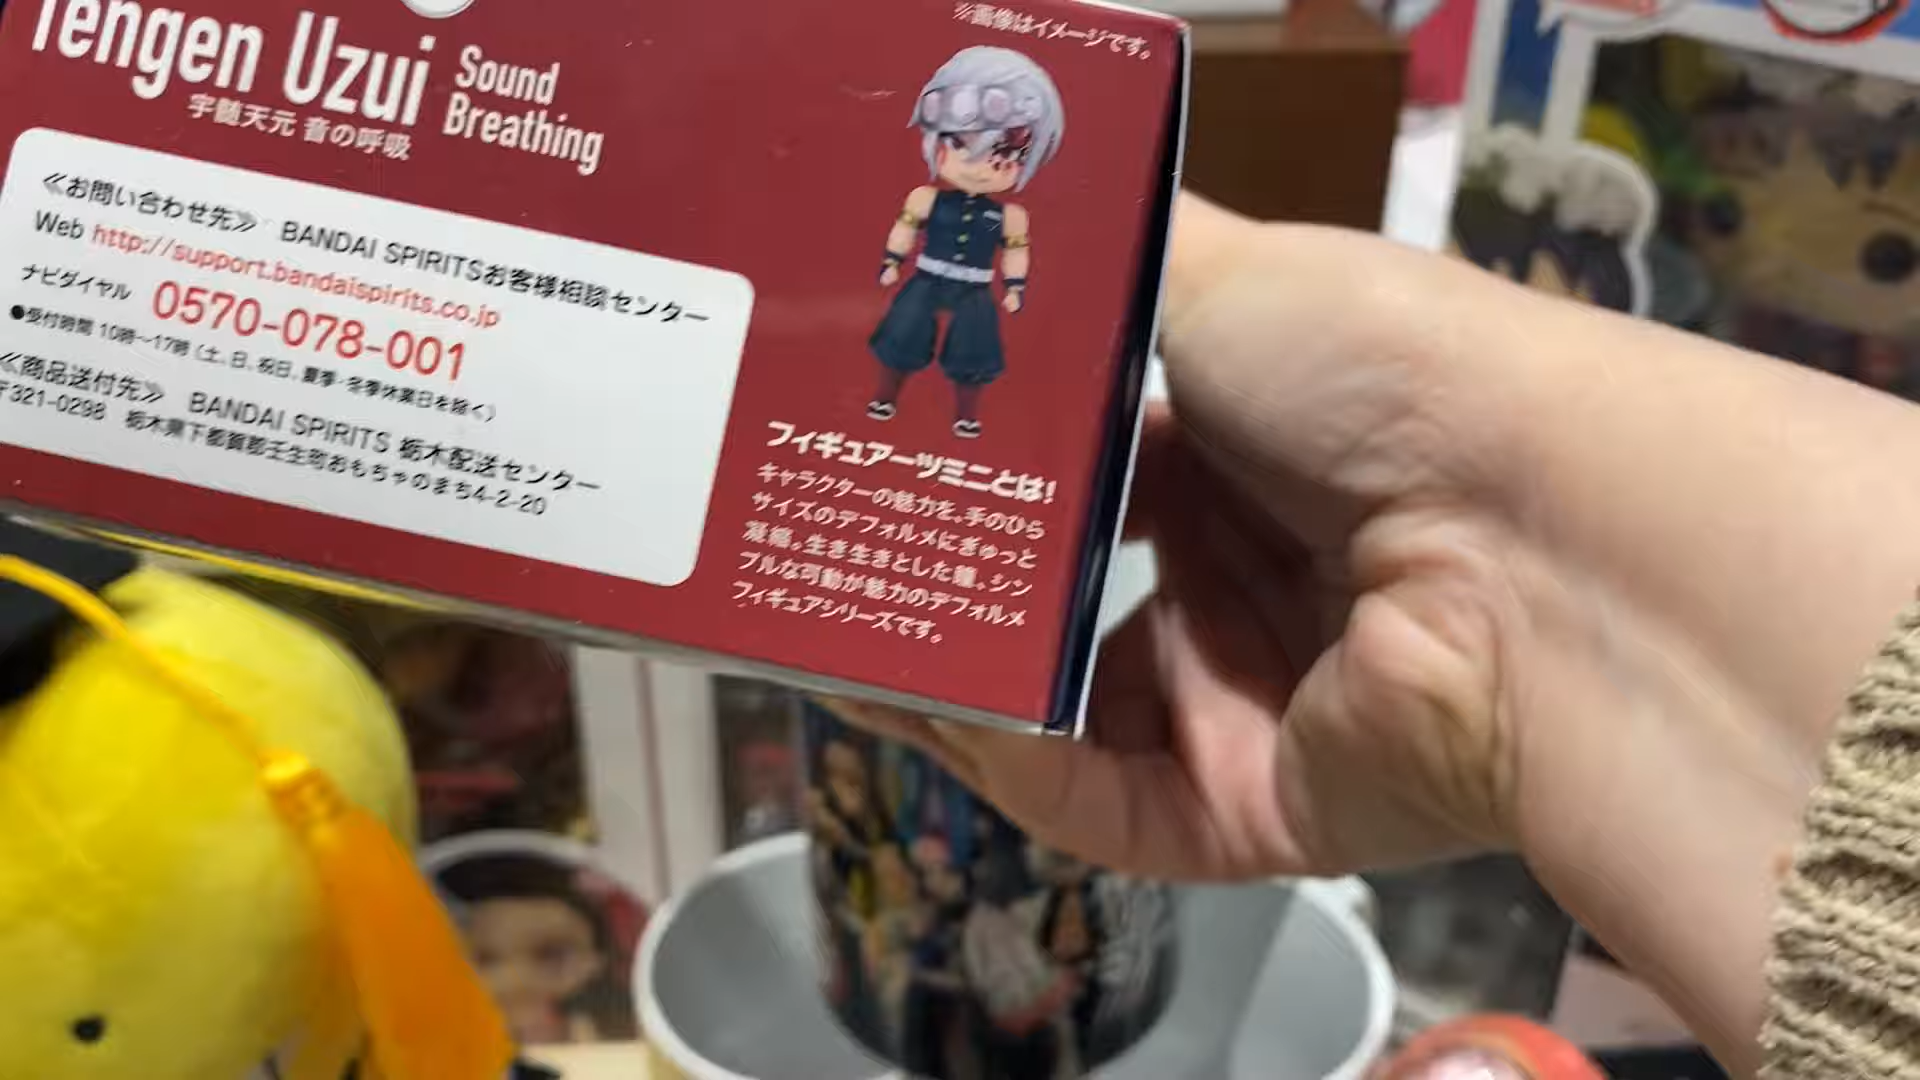 Tengen Uzui Sound Breathing
宇髄天元 音の呼吸
≪お問い合わせ先≫ BANDAI SPIRITSお客様相談センター
Web http://support.bandaispirits.co.jp
ナビダイヤル 0570-078-001
●受付時間 10時～17時（土、日、祝日、夏季・冬季休業日を除く）
≪商品送付先≫ BANDAI SPIRITS 栃木配送センター
〒321-0298 栃木県下都賀郡壬生町おもちゃのまち4-2-20
※画像はイメージです。
フィギュアーツミニとは!
キャラクターの魅力を、手のひら
サイズのデフォルメにぎゅっと
凝縮。生き生きとした瞳。シン
プルな可動が魅力のデフォルメ
フィギュアシリーズです。